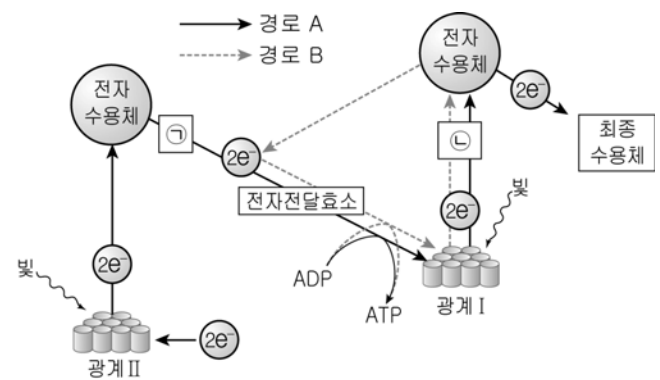 경로 A
경로 B
전자
수용체
전자
수용체
2e⁻
㉠
2e⁻
㉡
최종
수용체
전자전달효소
2e⁻
빛
2e⁻
빛
ADP
ATP
광계 I
2e⁻
광계 II